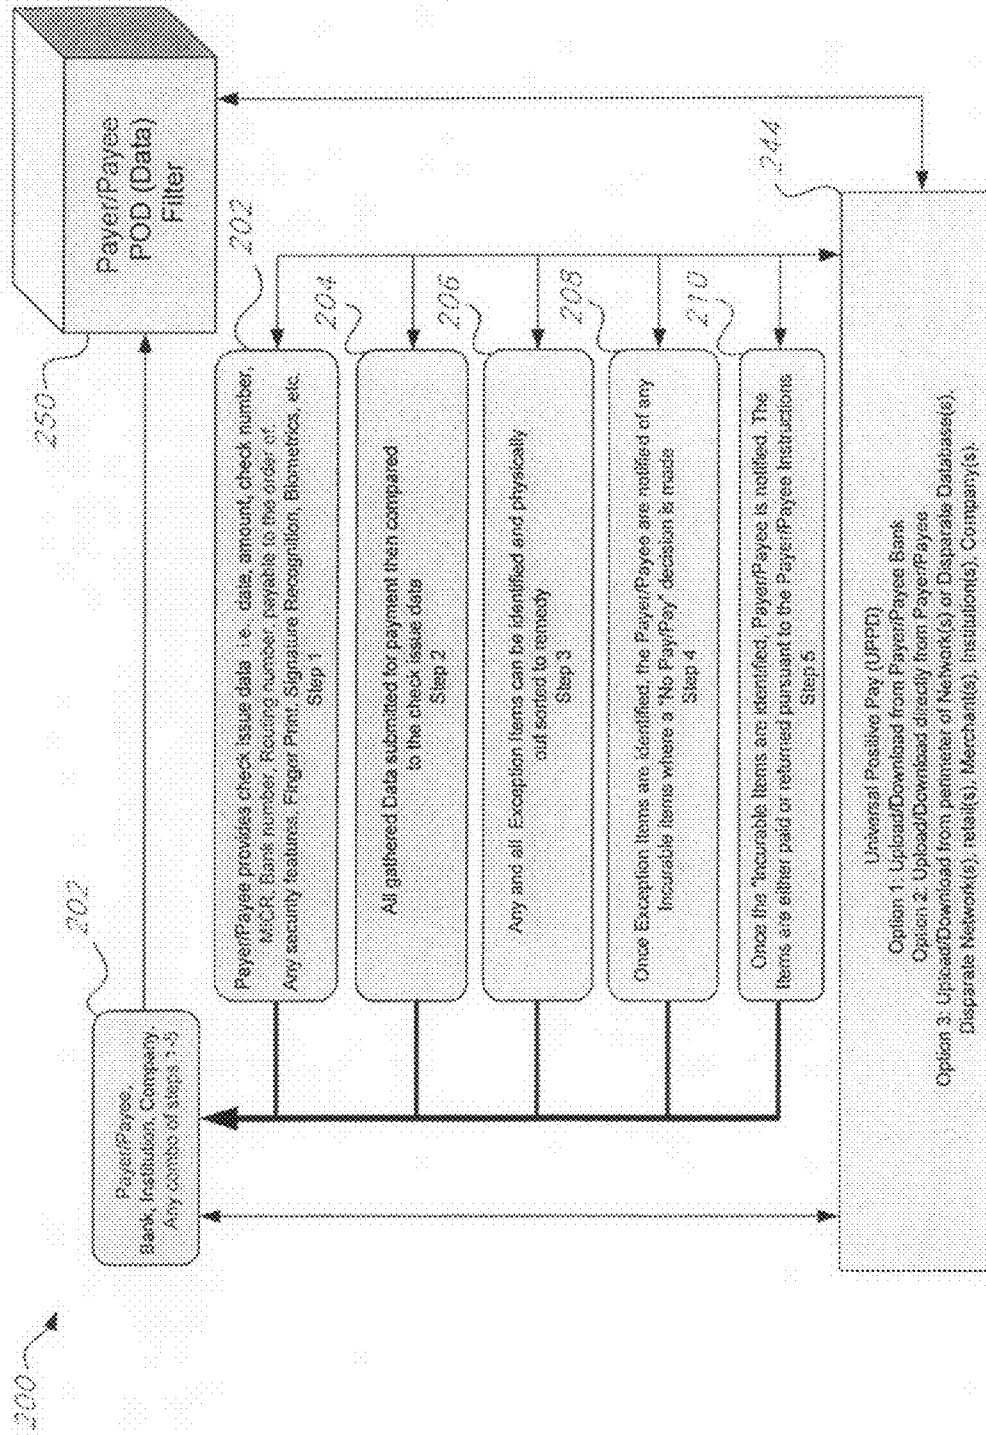 200
202
Payer/Payee,
Bank, Institution, Company.
Any combo of steps 1-5
250
Payer/Payee
POD (Data)
Filter
202
Payer/Payee provides check issue data i.e., date, amount, check number,
MICR, Bank number, Routing number, payable to the order of.
Any security features, Finger Print, Signature Recognition, Biometrics, etc.
Step 1
204
All gathered Data submitted for payment then compared
to the check issue date
Step 2
206
Any and all Exception items can be identified and physically
out sorted to remedy
Step 3
208
Once Exception items are identified, the Payer/Payee are notified of any
Incurable items where a "No Pay/Pay" decision is made
Step 4
210
Once the "Incurable Items are identified, Payer/Payee is notified. The
items are either paid or returned pursuant to the Payer/Payee Instructions
Step 5
244
Universal Positive Pay (UPPD)
Option 1: Upload/Download from Payer/Payee Bank
Option 2: Upload/Download directly from Payer/Payee
Option 3: Upload/Download from perimeter of Network(s) or Disparate Database(s),
Disparate Network(s), retail(s), Merchant(s), Institution(s), Company(s).